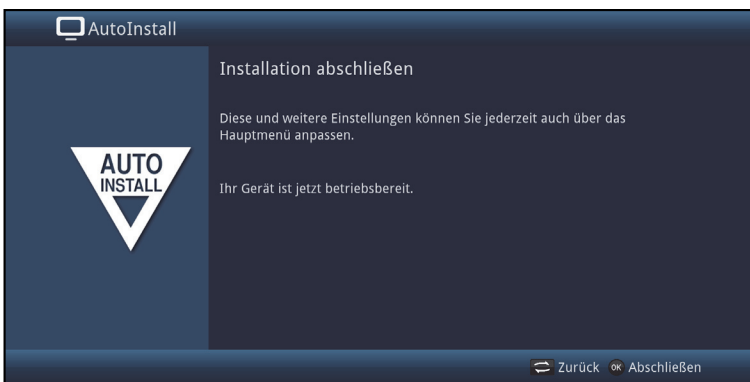 AutoInstall
Installation abschließen
Diese und weitere Einstellungen können Sie jederzeit auch über das
Hauptmenü anpassen.
AUTO
INSTALL
Ihr Gerät ist jetzt betriebsbereit.
Zurück OK Abschließen